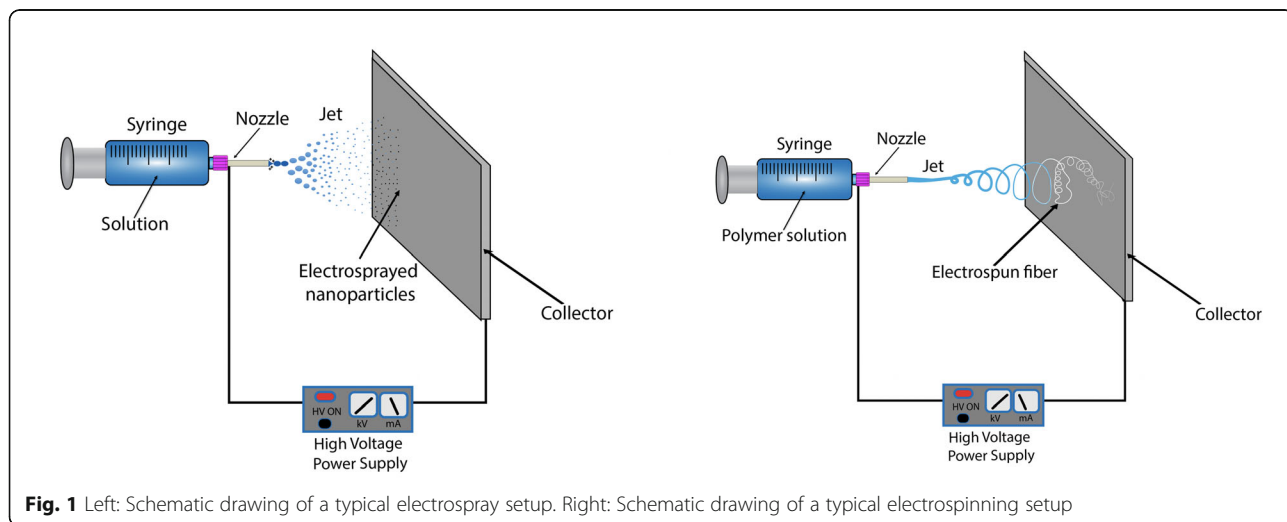 Syringe
Nozzle
Jet
Solution
Electrosprayed
nanoparticles
Collector
HV ON
kV
mA
High Voltage
Power Supply
Syringe
Nozzle
Jet
Polymer solution
Electrospun fiber
Collector
HV ON
kV
mA
High Voltage
Power Supply
Fig. 1 Left: Schematic drawing of a typical electrospray setup. Right: Schematic drawing of a typical electrospinning setup